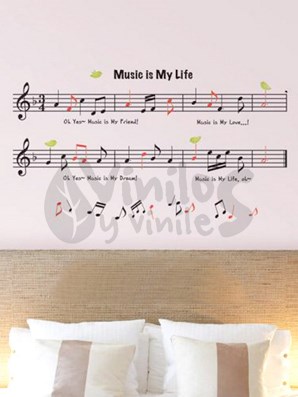 Music is My Life
Oh Yes~ Music is My Friend! Music is My Love...!
Oh Yes~ Music is My Dream! Music is My Life, oh~
Vinilos y vinile